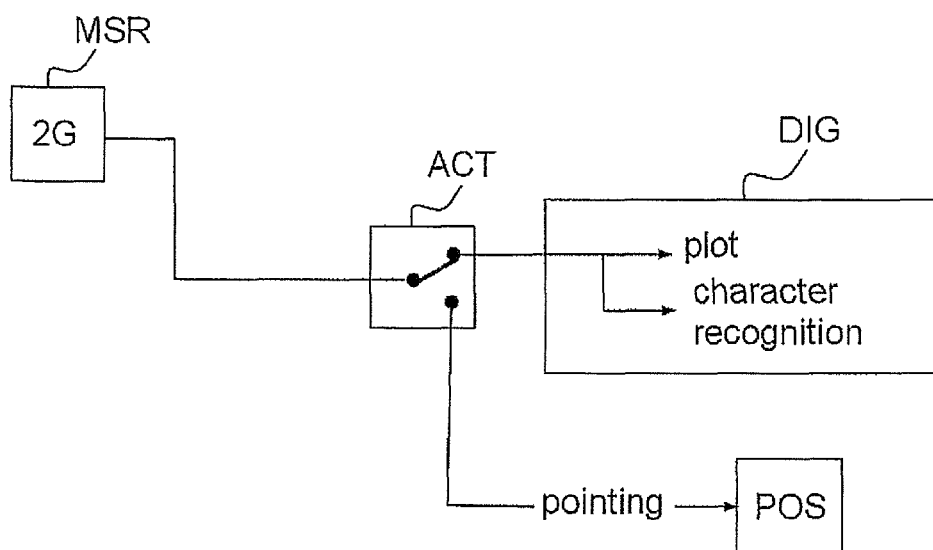 MSR
2G
ACT
DIG
plot
character
recognition
pointing
POS